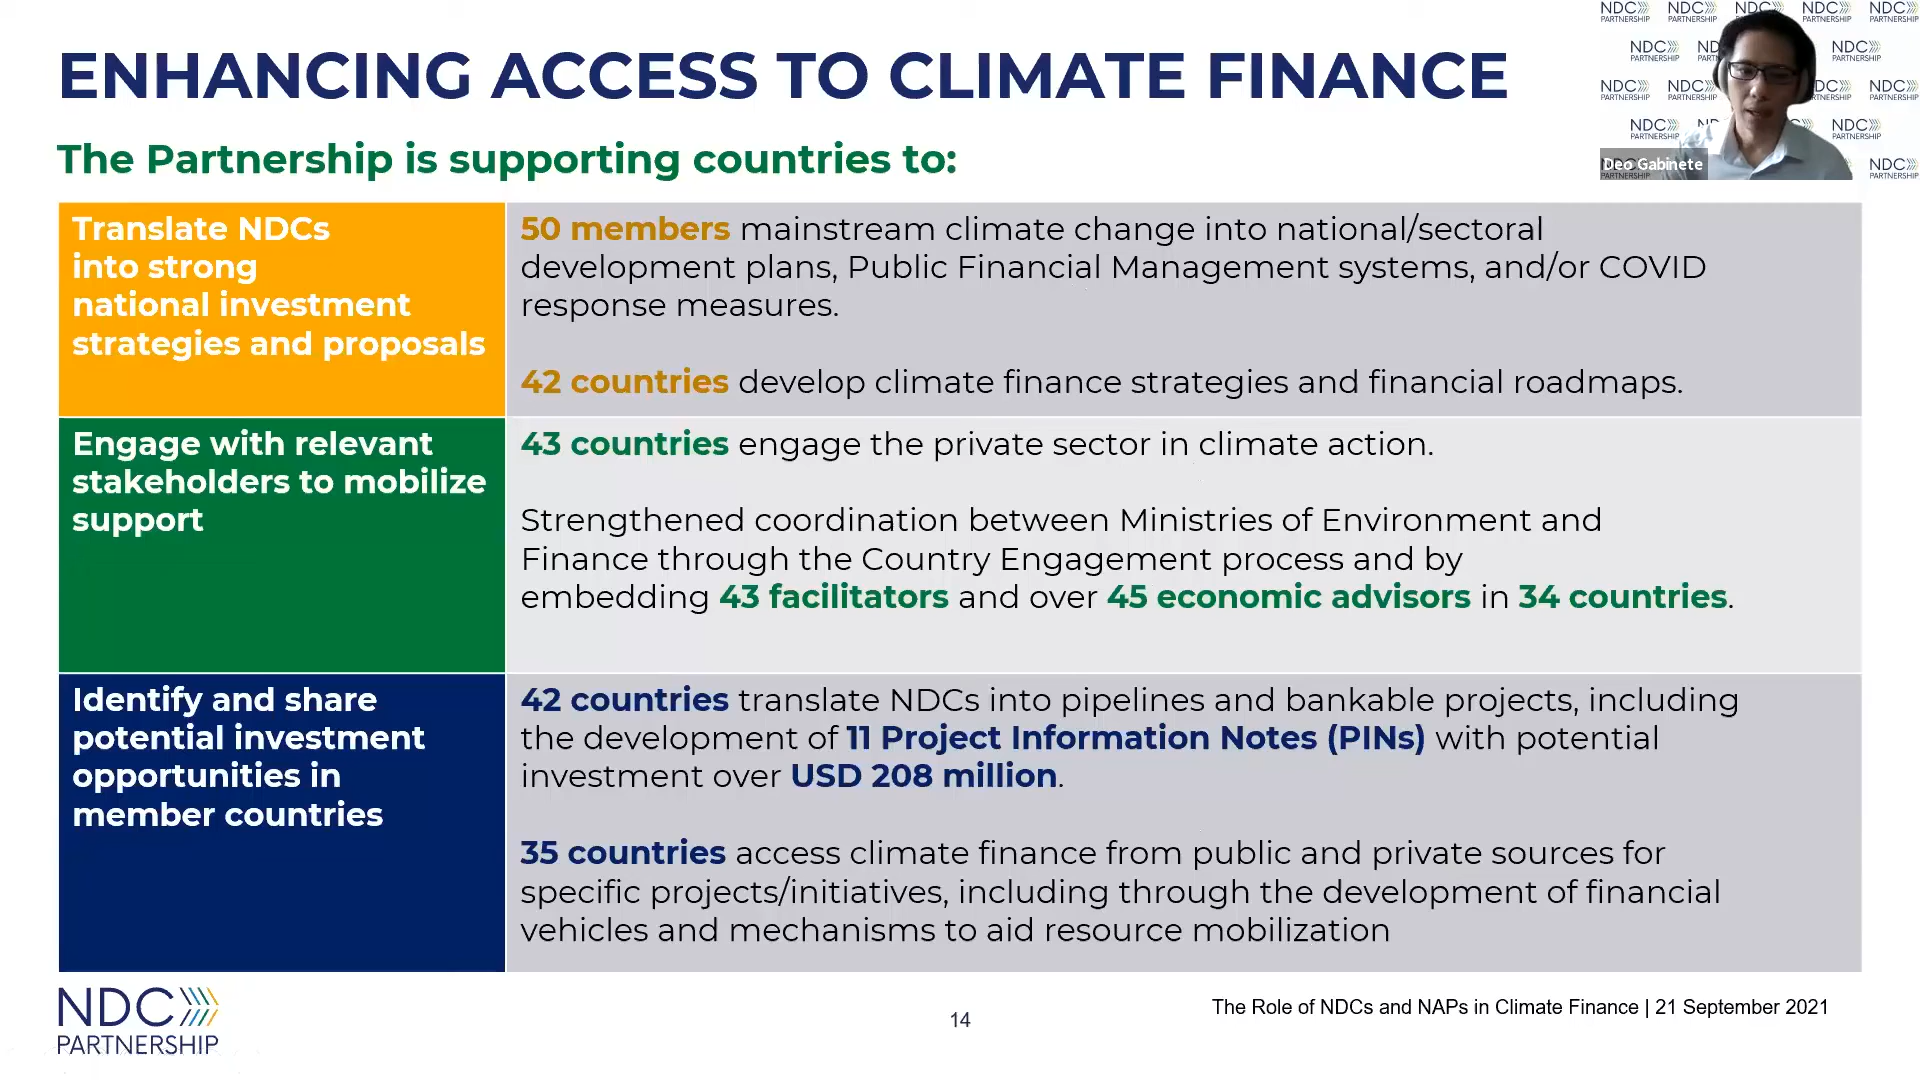 ENHANCING ACCESS TO CLIMATE FINANCE
The Partnership is supporting countries to:
Translate NDCs
into strong
national investment
strategies and proposals
50 members mainstream climate change into national/sectoral
development plans, Public Financial Management systems, and/or COVID
response measures.
42 countries develop climate finance strategies and financial roadmaps.
Engage with relevant
stakeholders to mobilize
support
43 countries engage the private sector in climate action.
Strengthened coordination between Ministries of Environment and
Finance through the Country Engagement process and by
embedding 43 facilitators and over 45 economic advisors in 34 countries.
Identify and share
potential investment
opportunities in
member countries
42 countries translate NDCs into pipelines and bankable projects, including
the development of 11 Project Information Notes (PINs) with potential
investment over USD 208 million.
35 countries access climate finance from public and private sources for
specific projects/initiatives, including through the development of financial
vehicles and mechanisms to aid resource mobilization
NDC
PARTNERSHIP
14
The Role of NDCs and NAPs in Climate Finance | 21 September 2021
Deo Gabinete
NDC
PARTNERSHIP